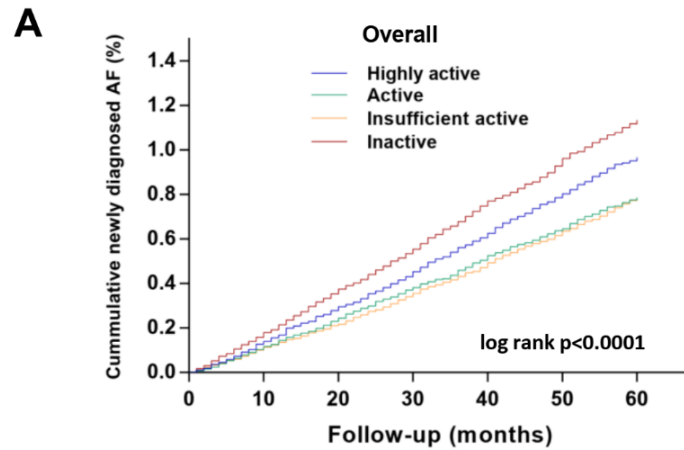 A
Overall
Highly active
Active
Insufficient active
Inactive
Cummulative newly diagnosed AF (%)
1.4
1.2
1.0
0.8
0.6
0.4
0.2
0.0
log rank p<0.0001
0 10 20 30 40 50 60
Follow-up (months)